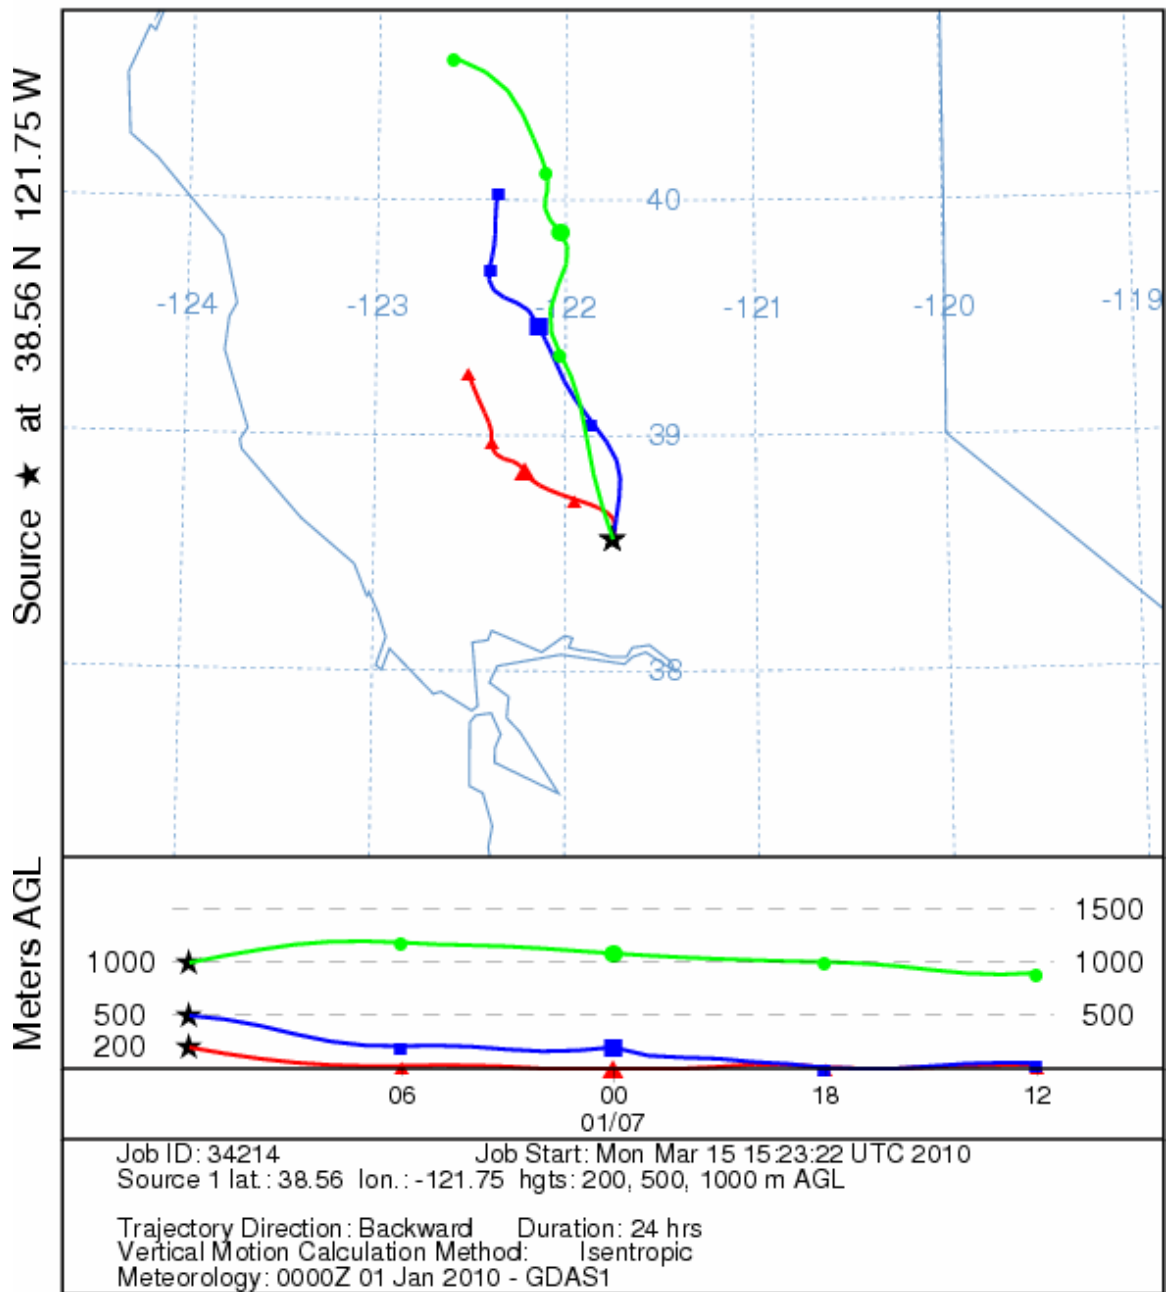 Source ★ at 38.56 N 121.75 W
40
-124
-123
-122
-121
-120
-119
39
38
Meters AGL
1500
1000
1000
500
500
200
06
00
18
12
01/07
Job ID: 34214 Job Start: Mon Mar 15 15:23:22 UTC 2010
Source 1 lat.: 38.56 lon.: -121.75 hgts: 200, 500, 1000 m AGL
Trajectory Direction: Backward Duration: 24 hrs
Vertical Motion Calculation Method: Isentropic
Meteorology: 0000Z 01 Jan 2010 - GDAS1